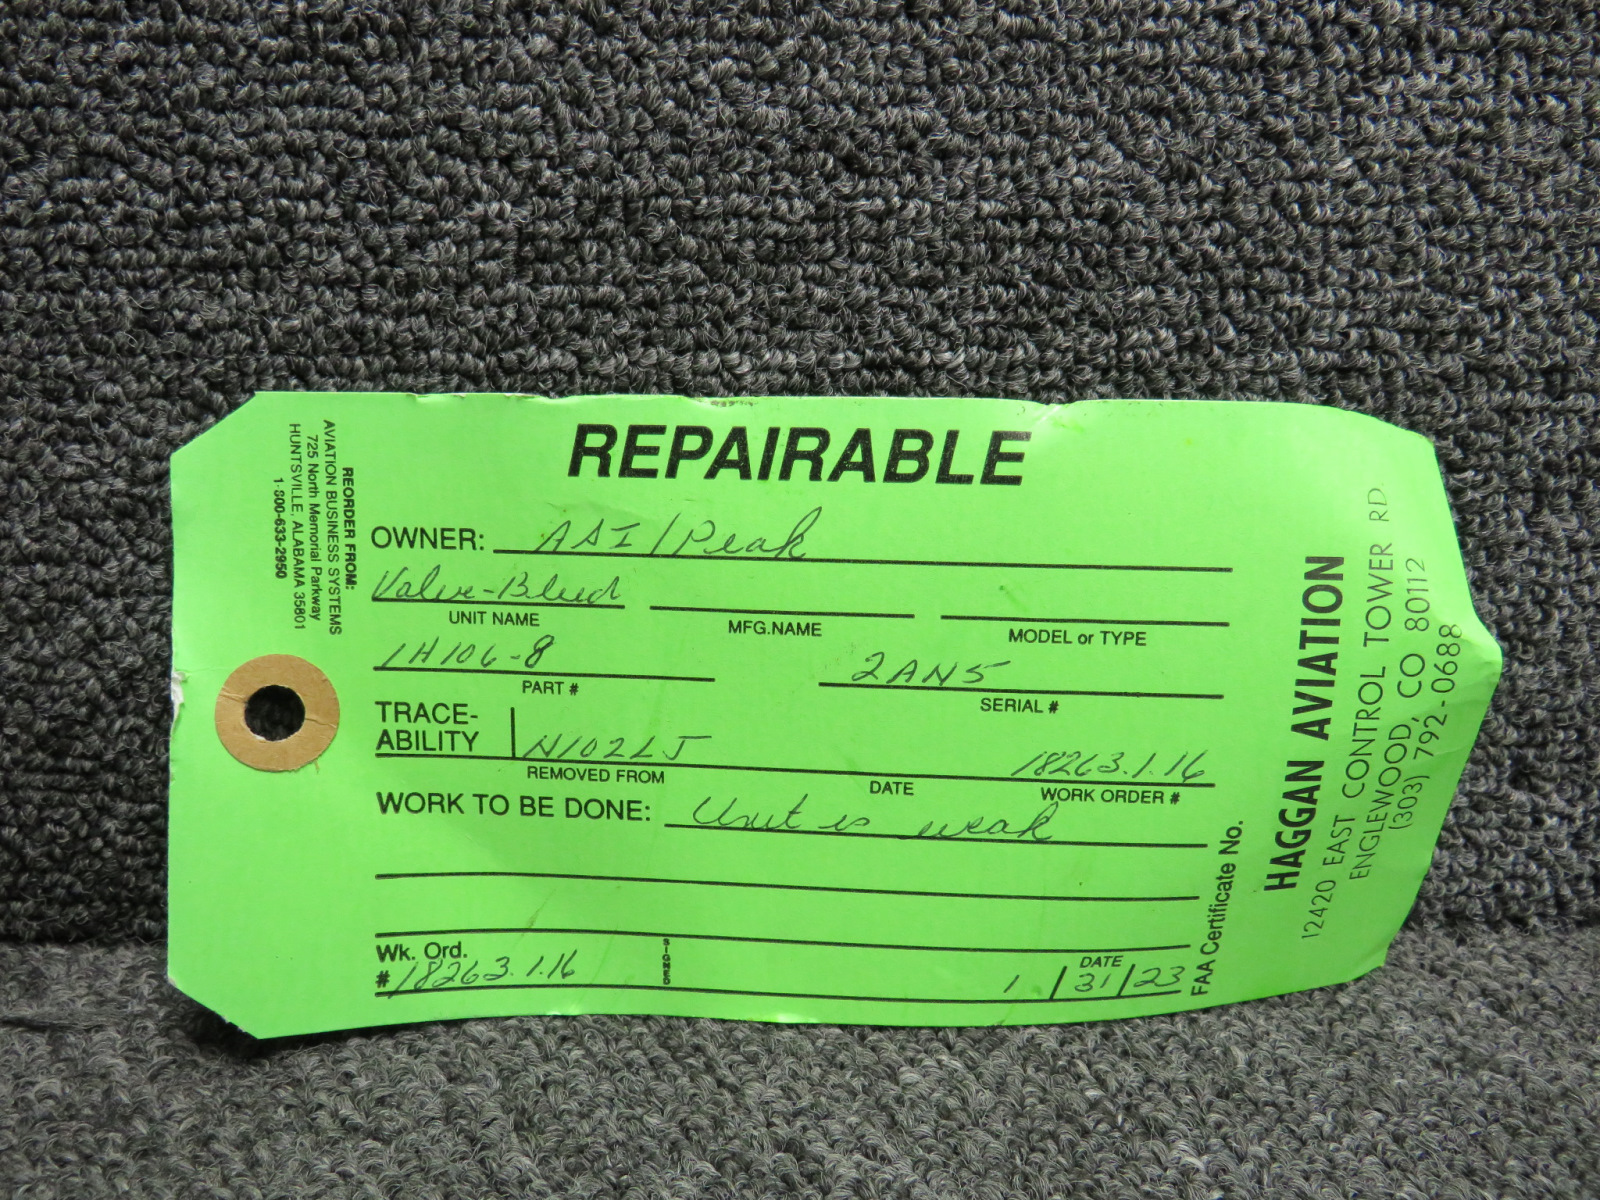 REPAIRABLE
REORDER FROM:
AVIATION BUSINESS SYSTEMS
725 North Memorial Parkway
HUNTSVILLE, ALABAMA 35801
1-800-633-2950
OWNER: AAI / Peak
Valve-Bleed
UNIT NAME MFG.NAME MODEL or TYPE
1H106-8 2AN5
PART # SERIAL #
TRACE-
ABILITY N102LJ 18263.1.16
REMOVED FROM DATE WORK ORDER #
WORK TO BE DONE: Unit is weak
Wk. Ord. SIGNED DATE
# 18263.1.16 1 / 31 / 23
FAA Certificate No.
HAGGAN AVIATION
12420 EAST CONTROL TOWER RD
ENGLEWOOD, CO 80112
(303) 792-0688